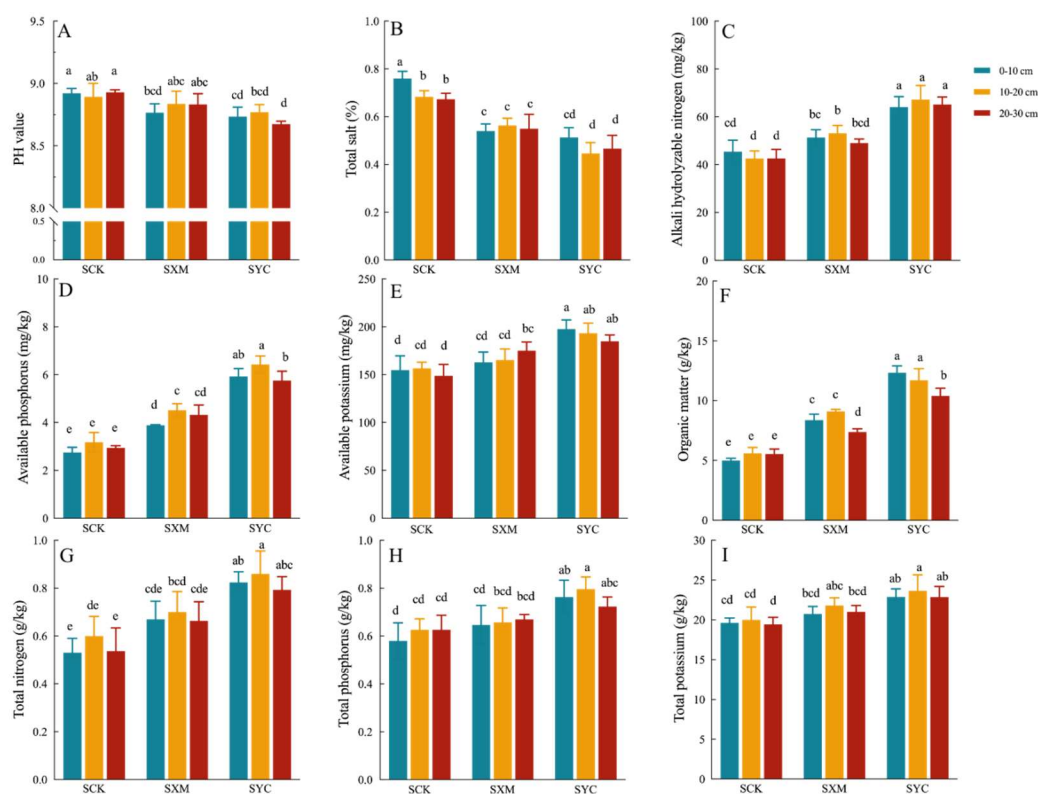 A
PH value
9.5
9.0
8.5
8.0
0.5
0.0
a ab a bcd abc abc cd bcd d
SCK SXM SYC
B
Total salt (%)
1.0
0.8
0.6
0.4
0.2
0.0
a b b c c c cd d d
SCK SXM SYC
C
Alkali hydrolyzable nitrogen (mg/kg)
100
80
60
40
20
0
cd d d bc b bcd a a a
SCK SXM SYC
0-10 cm
10-20 cm
20-30 cm
D
Available phosphorus (mg/kg)
10
8
6
4
2
0
e e e d c cd ab a b
SCK SXM SYC
E
Available potassium (mg/kg)
250
200
150
100
50
0
d d d cd cd bc a ab ab
SCK SXM SYC
F
Organic matter (g/kg)
20
15
10
5
0
e e e c c d a a b
SCK SXM SYC
G
Total nitrogen (g/kg)
1.0
0.8
0.6
0.4
0.2
0.0
e de e cde bcd cde ab a abc
SCK SXM SYC
H
Total phosphorus (g/kg)
1.0
0.8
0.6
0.4
0.2
0.0
d cd cd cd bcd bcd ab a abc
SCK SXM SYC
I
Total potassium (g/kg)
30
25
20
15
10
5
0
cd cd d bcd abc bcd ab a ab
SCK SXM SYC